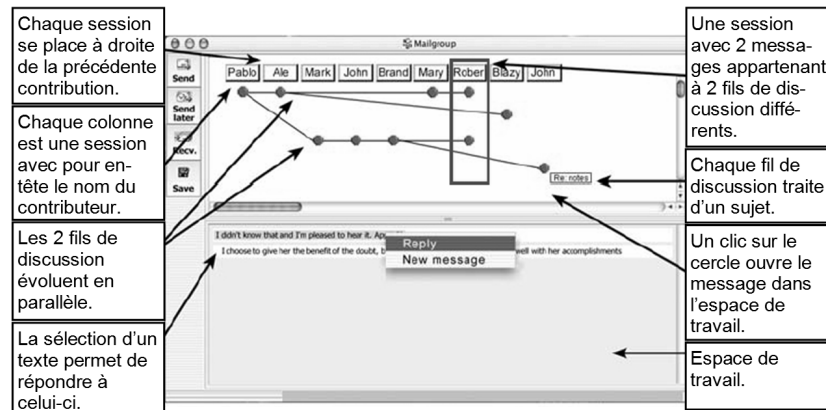 Chaque session
se place à droite
de la précédente
contribution.
Chaque colonne
est une session
avec pour en-
tête le nom du
contributeur.
Les 2 fils de
discussion
évoluent en
parallèle.
La sélection d'un
texte permet de
répondre à
celui-ci.
Mailgroup
Send
Send
later
Recv.
Save
Pablo Ale Mark John Brand Mary Rober Blazy John
Re: notes
I didn't know that and I'm pleased to hear it.
Reply
I choose to give her the benefit of the doubt, well with her accomplishments
New message
Une session
avec 2 messa-
ges appartenant
à 2 fils de dis-
cussion diffé-
rents.
Chaque fil de
discussion traite
d'un sujet.
Un clic sur le
cercle ouvre le
message dans
l'espace de
travail.
Espace de
travail.